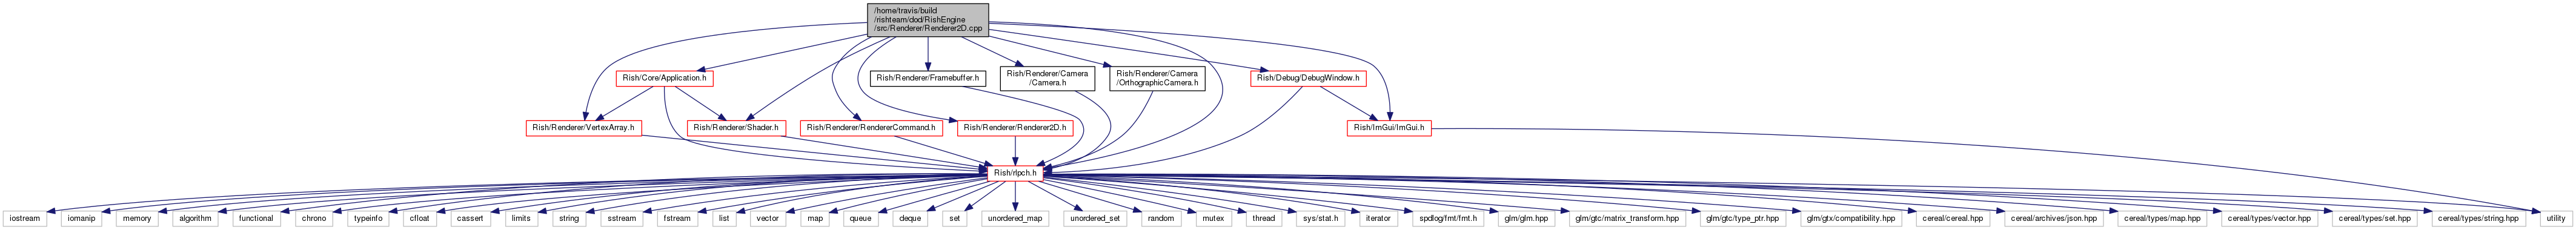 /home/travis/build
/rishteam/dod/RishEngine
/src/Renderer/Renderer2D.cpp
Rish/Core/Application.h
Rish/Renderer/Framebuffer.h
Rish/Renderer/Camera
/Camera.h
Rish/Renderer/Camera
/OrthographicCamera.h
Rish/Debug/DebugWindow.h
Rish/Renderer/VertexArray.h
Rish/Renderer/Shader.h
Rish/Renderer/RendererCommand.h
Rish/Renderer/Renderer2D.h
Rish/ImGui/ImGui.h
Rish/rlpch.h
iostream
iomanip
memory
algorithm
functional
chrono
typeinfo
cfloat
cassert
limits
string
sstream
fstream
list
vector
map
queue
deque
set
unordered_map
unordered_set
random
mutex
thread
sys/stat.h
iterator
spdlog/fmt/fmt.h
glm/glm.hpp
glm/gtc/matrix_transform.hpp
glm/gtc/type_ptr.hpp
glm/gtx/compatibility.hpp
cereal/cereal.hpp
cereal/archives/json.hpp
cereal/types/map.hpp
cereal/types/vector.hpp
cereal/types/set.hpp
cereal/types/string.hpp
utility